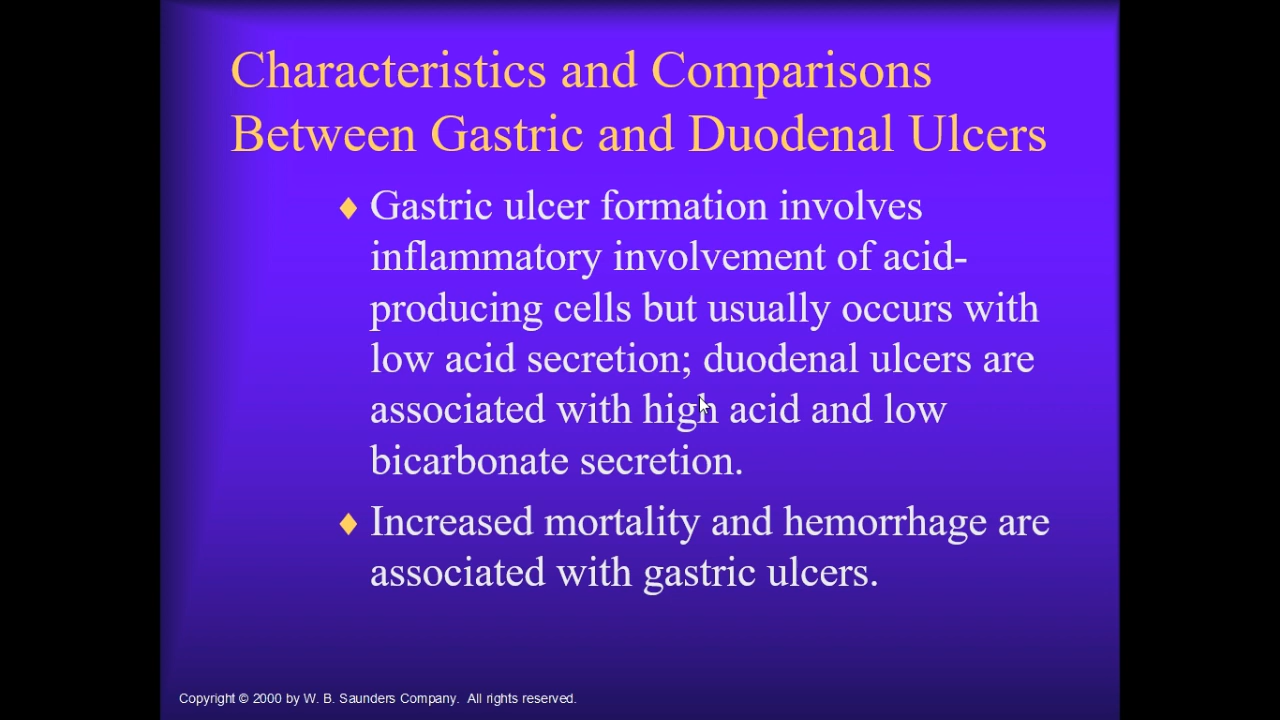 Characteristics and Comparisons
Between Gastric and Duodenal Ulcers
Gastric ulcer formation involves
inflammatory involvement of acid-
producing cells but usually occurs with
low acid secretion; duodenal ulcers are
associated with high acid and low
bicarbonate secretion.
Increased mortality and hemorrhage are
associated with gastric ulcers.
Copyright © 2000 by W. B. Saunders Company. All rights reserved.